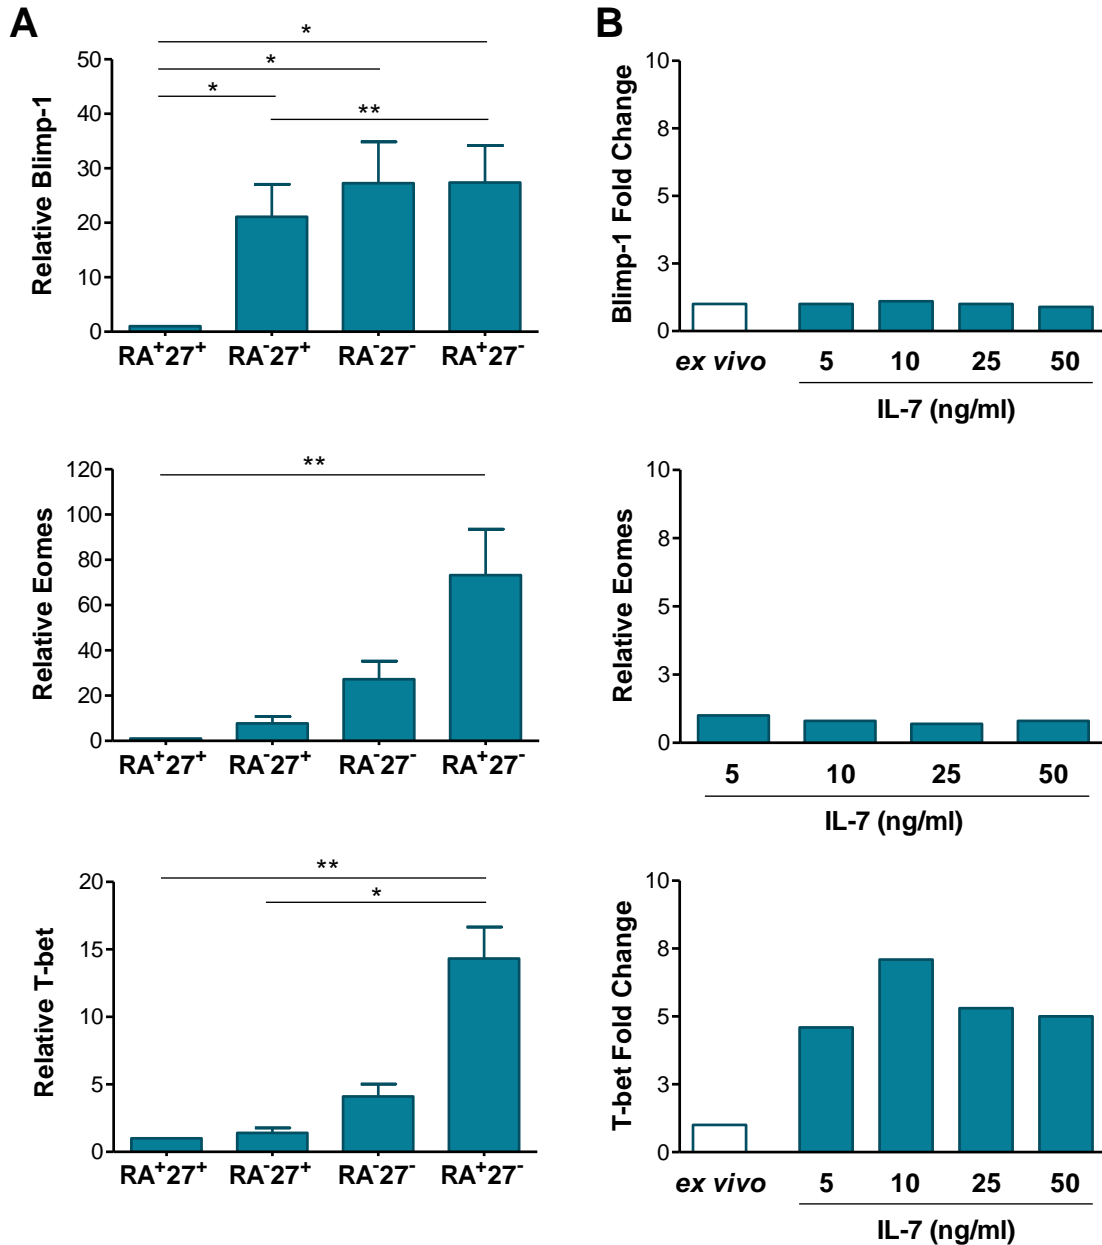 A
B
*
*
*
**
50
40
30
20
10
0
Relative Blimp-1
RA⁺27⁺ RA⁻27⁺ RA⁻27⁻ RA⁺27⁻
10
8
5
3
0
Blimp-1 Fold Change
ex vivo 5 10 25 50
IL-7 (ng/ml)
**
120
100
80
60
40
20
0
Relative Eomes
RA⁺27⁺ RA⁻27⁺ RA⁻27⁻ RA⁺27⁻
10
8
5
3
0
Relative Eomes
5 10 25 50
IL-7 (ng/ml)
**
*
20
15
10
5
0
Relative T-bet
RA⁺27⁺ RA⁻27⁺ RA⁻27⁻ RA⁺27⁻
10
8
5
3
0
T-bet Fold Change
ex vivo 5 10 25 50
IL-7 (ng/ml)